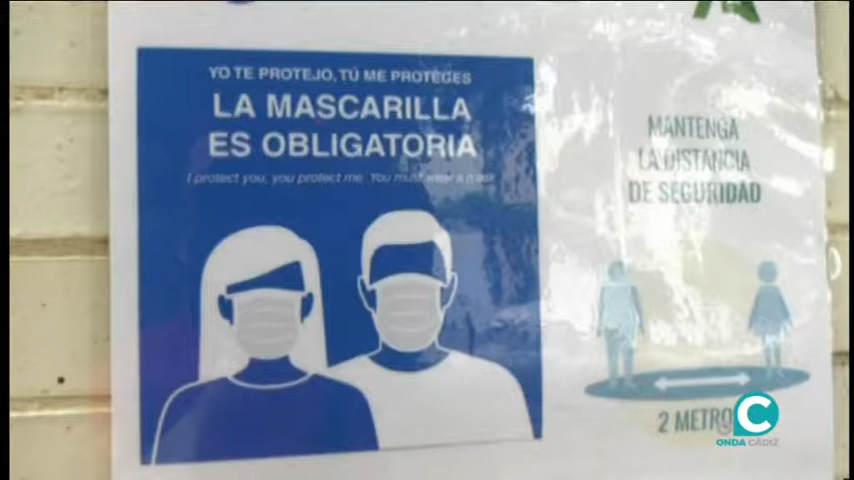 YO TE PROTEJO, TÚ ME PROTEGES
LA MASCARILLA
ES OBLIGATORIA
I protect you, you protect me. You must wear a mask
MANTENGA
LA DISTANCIA
DE SEGURIDAD
2 METRO
C
ONDA CÁDIZ